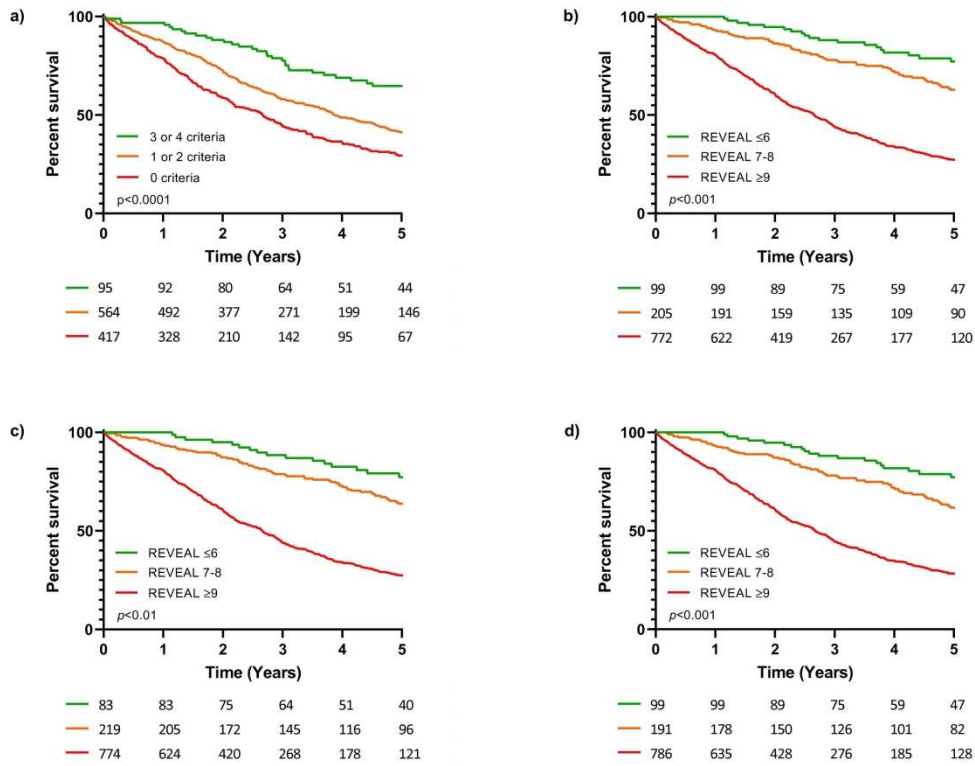 a)
100
50
0
Percent survival
3 or 4 criteria
1 or 2 criteria
0 criteria
p<0.0001
0 1 2 3 4 5
Time (Years)
95 92 80 64 51 44
564 492 377 271 199 146
417 328 210 142 95 67
b)
100
50
0
Percent survival
REVEAL ≤6
REVEAL 7-8
REVEAL ≥9
p<0.001
0 1 2 3 4 5
Time (Years)
99 99 89 75 59 47
205 191 159 135 109 90
772 622 419 267 177 120
c)
100
50
0
Percent survival
REVEAL ≤6
REVEAL 7-8
REVEAL ≥9
p<0.01
0 1 2 3 4 5
Time (Years)
83 83 75 64 51 40
219 205 172 145 116 96
774 624 420 268 178 121
d)
100
50
0
Percent survival
REVEAL ≤6
REVEAL 7-8
REVEAL ≥9
p<0.001
0 1 2 3 4 5
Time (Years)
99 99 89 75 59 47
191 178 150 126 101 82
786 635 428 276 185 128